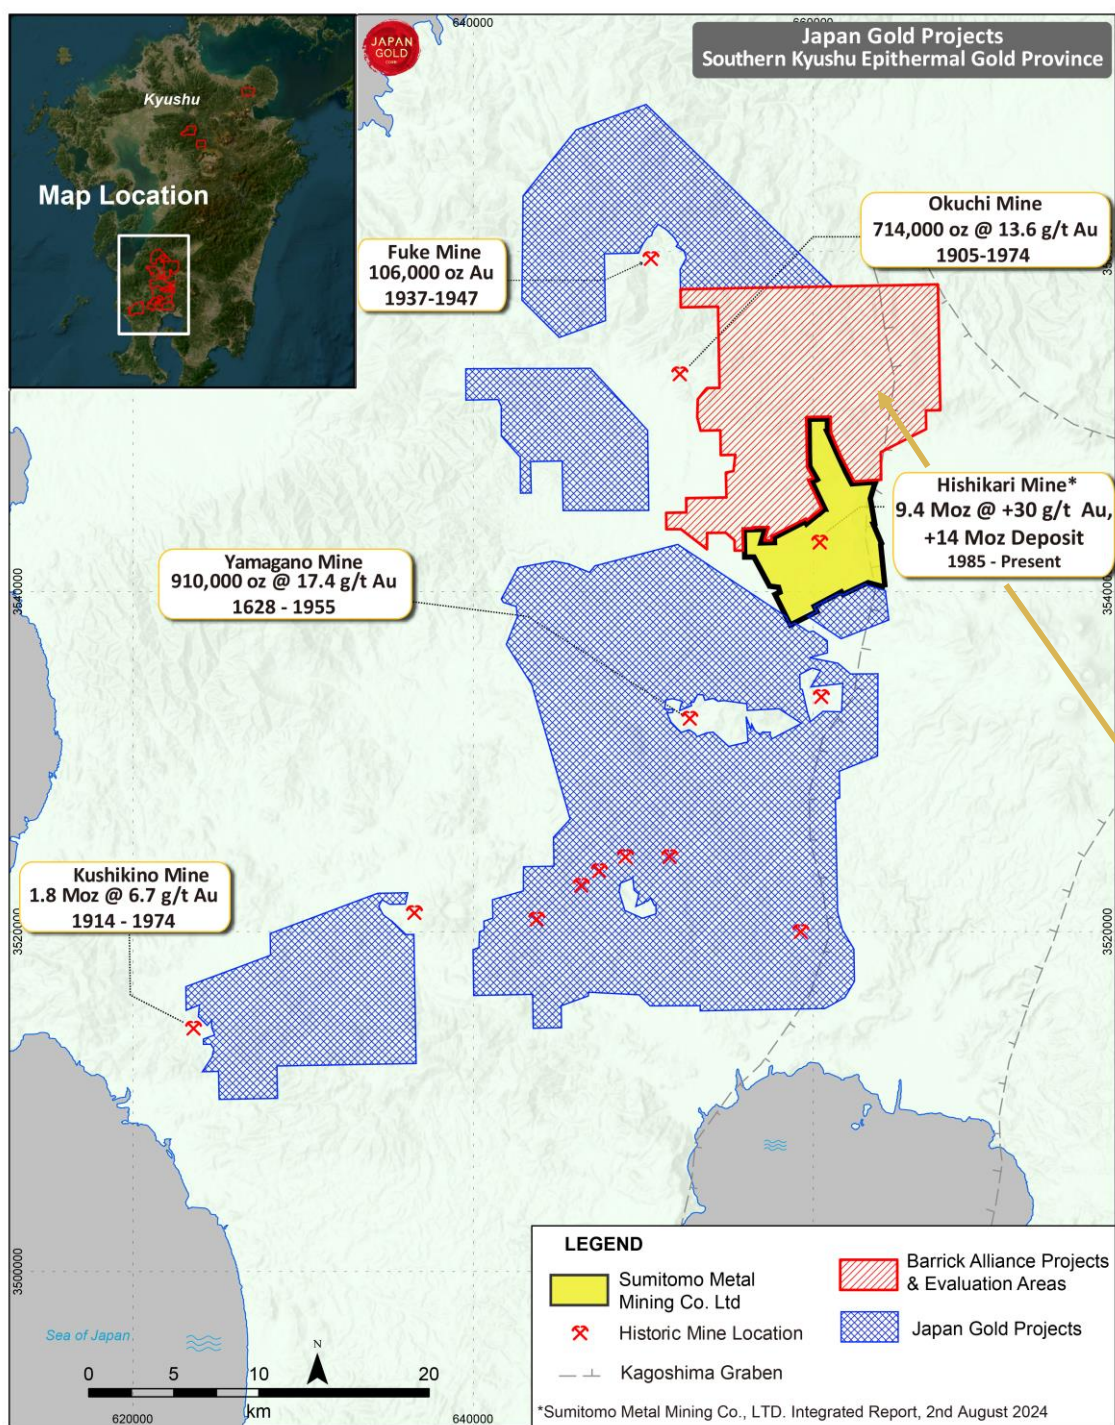 Kyushu
Map Location
JAPAN
GOLD
CORP.
640000
660000
Japan Gold Projects
Southern Kyushu Epithermal Gold Province
Okuchi Mine
714,000 oz @ 13.6 g/t Au
1905-1974
Fuke Mine
106,000 oz Au
1937-1947
Hishikari Mine*
9.4 Moz @ +30 g/t Au,
+14 Moz Deposit
1985 - Present
Yamagano Mine
910,000 oz @ 17.4 g/t Au
1628 - 1955
3540000
Kushikino Mine
1.8 Moz @ 6.7 g/t Au
1914 - 1974
3520000
3520000
3500000
Sea of Japan
N
0 5 10 20
km
620000
640000
LEGEND
Sumitomo Metal
Mining Co. Ltd
Historic Mine Location
Kagoshima Graben
Barrick Alliance Projects
& Evaluation Areas
Japan Gold Projects
*Sumitomo Metal Mining Co., LTD. Integrated Report, 2nd August 2024